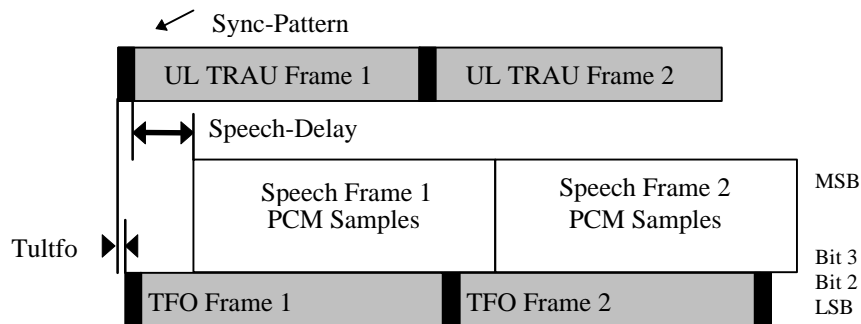 Sync-Pattern
UL TRAU Frame 1
UL TRAU Frame 2
Speech-Delay
Speech Frame 1
PCM Samples
Speech Frame 2
PCM Samples
MSB
Tultfo
Bit 3
Bit 2
LSB
TFO Frame 1
TFO Frame 2